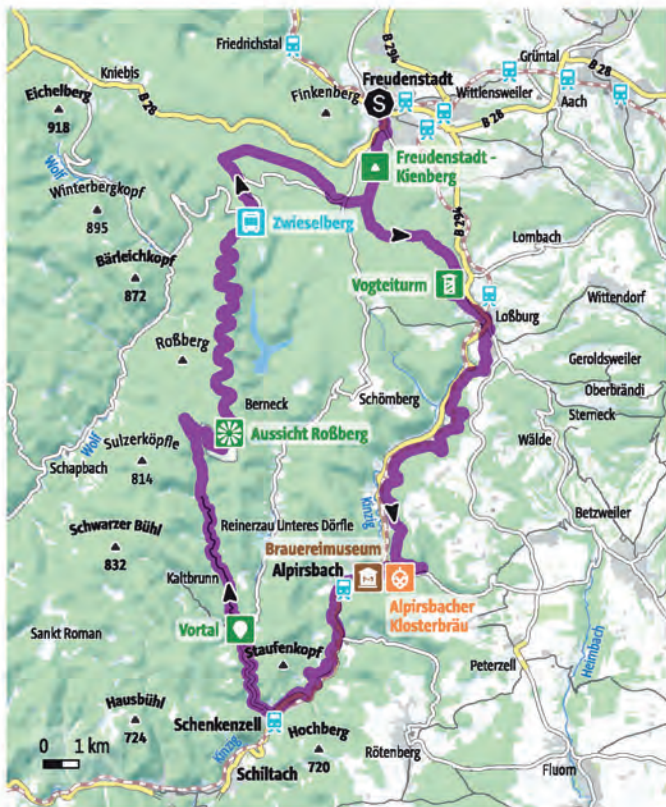 Friedrichstal
B 294
Grüntal
Kniebis
Freudenstadt
B 28
Eichelberg
918
B 28
Finkenberg
S
Wittlensweiler
Aach
B 28
Wolf
Freudenstadt -
Kienberg
Winterbergkopf
895
Zwieselberg
B 294
Lombach
Bärleichkopf
872
Vogteiturm
Wittendorf
Loßburg
Roßberg
Geroldsweiler
Oberbrändi
Schömberg
Berneck
Sterneck
Aussicht Roßberg
Wälde
Sulzerköpfle
814
Wolf
Schapbach
Kinzig
Betzweiler
Reinerzau Unteres Dörfle
Schwarzer Bühl
832
Brauereimuseum
Alpirsbach
Kaltbrunn
Alpirsbacher
Klosterbräu
Heimbach
Vortal
Sankt Roman
Staufenkopf
Peterzell
Hausbühl
724
Schenkenzell
Hochberg
720
0 1 km
Kinzig
Rötenberg
Schiltach
Fluorn